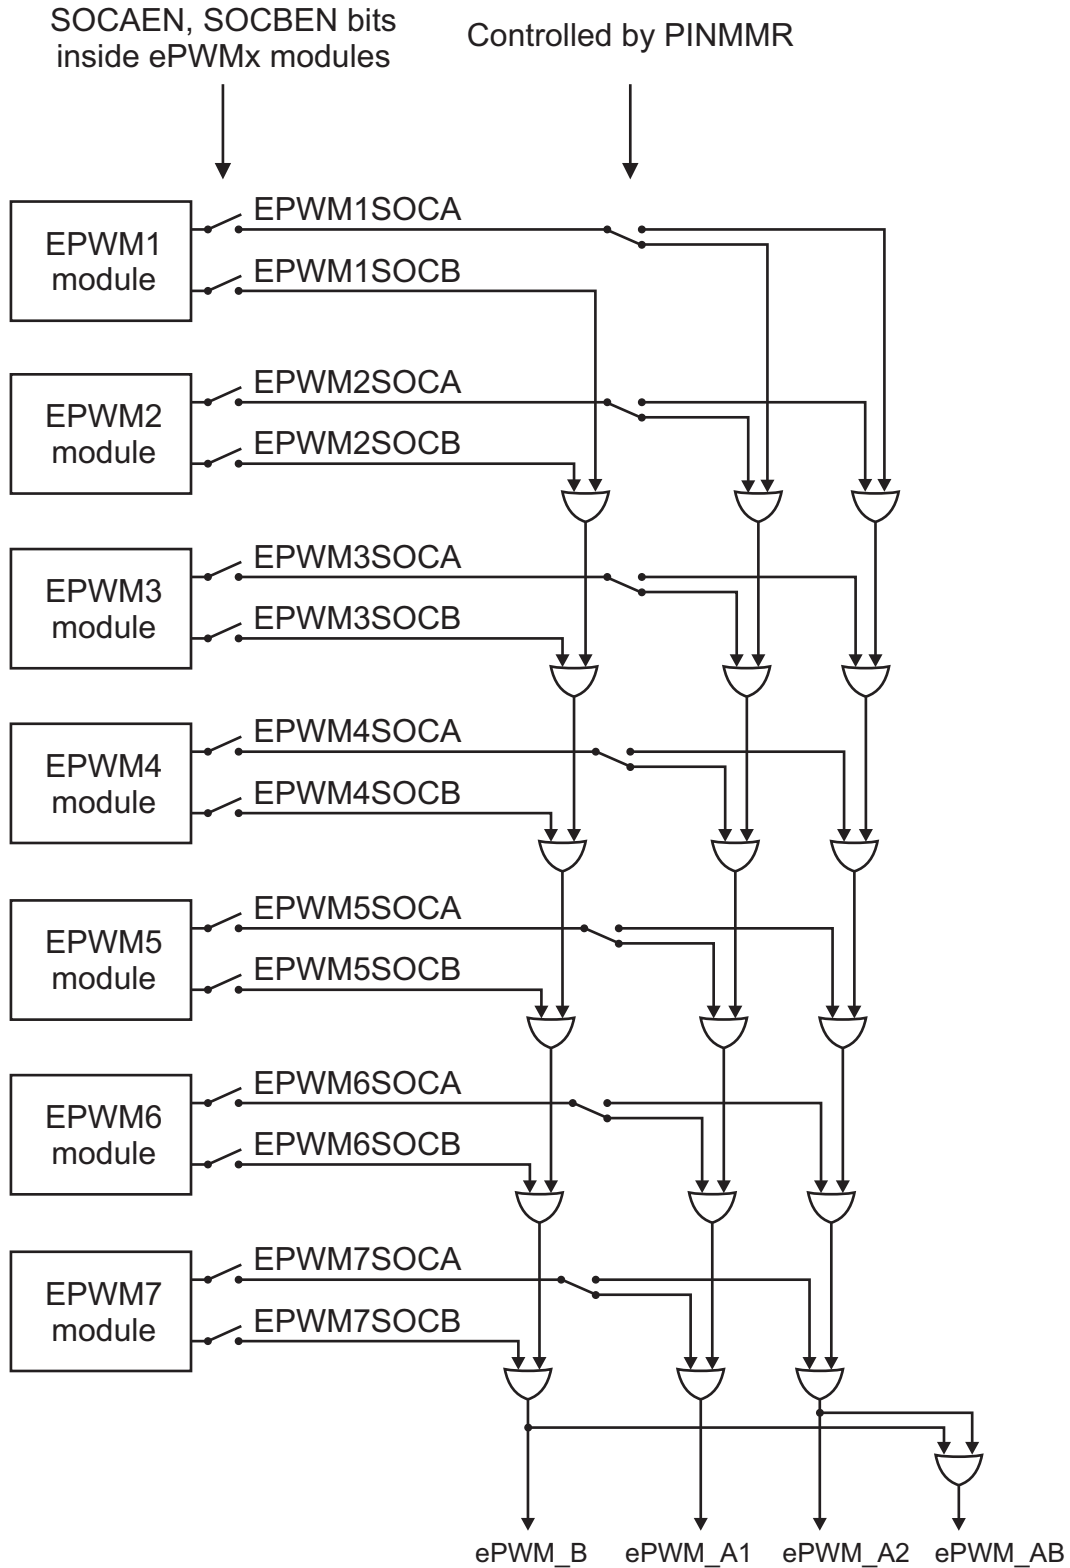 SOCAEN, SOCBEN bits
inside ePWMx modules
Controlled by PINMMR
EPWM1
module
EPWM1SOCA
EPWM1SOCB
EPWM2
module
EPWM2SOCA
EPWM2SOCB
EPWM3
module
EPWM3SOCA
EPWM3SOCB
EPWM4
module
EPWM4SOCA
EPWM4SOCB
EPWM5
module
EPWM5SOCA
EPWM5SOCB
EPWM6
module
EPWM6SOCA
EPWM6SOCB
EPWM7
module
EPWM7SOCA
EPWM7SOCB
ePWM_B
ePWM_A1
ePWM_A2
ePWM_AB